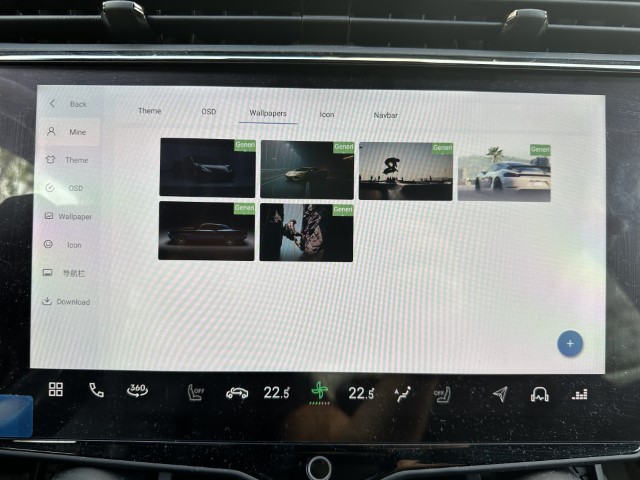 Back
Theme
OSD
Wallpapers
Icon
Navbar
Mine
Theme
OSD
Wallpaper
Icon
导航栏
Download
Generi
Generi
Generi
Generi
Generi
Generi
+
360
OFF
22.5
22.5
OFF